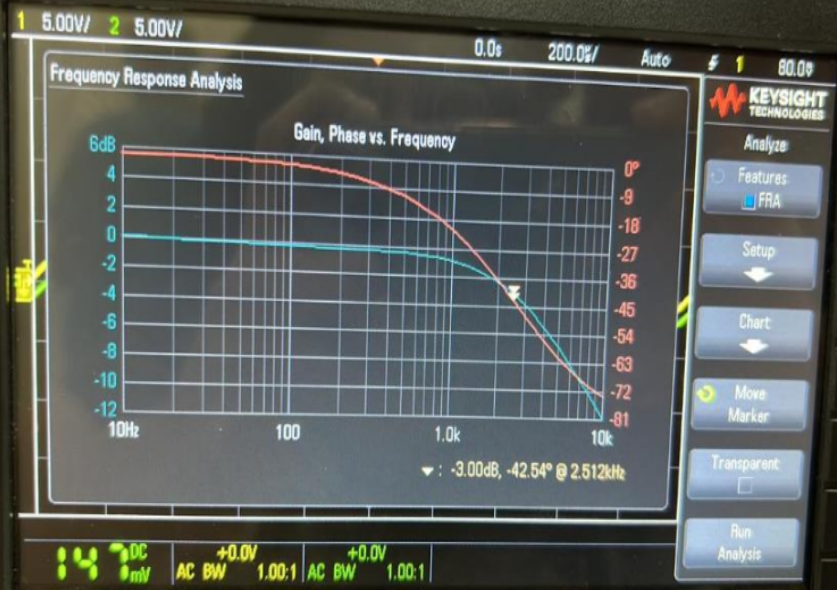 1 5.00V/ 2 5.00V/ 0.0s 200.0s/ Auto 1 80.0V
Frequency Response Analysis
Gain, Phase vs. Frequency
6dB
4
2
0
-2
-4
-6
-8
-10
-12
0°
-9
-18
-27
-36
-45
-54
-63
-72
-81
10Hz 100 1.0k 10k
: -3.00dB, -42.54° @ 2.512kHz
KEYSIGHT
TECHNOLOGIES
Analyze
Features
FRA
Setup
Chart
Move
Marker
Transparent
Run
Analysis
147 DC
mV
+0.0V
AC BW 1.00:1
+0.0V
AC BW 1.00:1